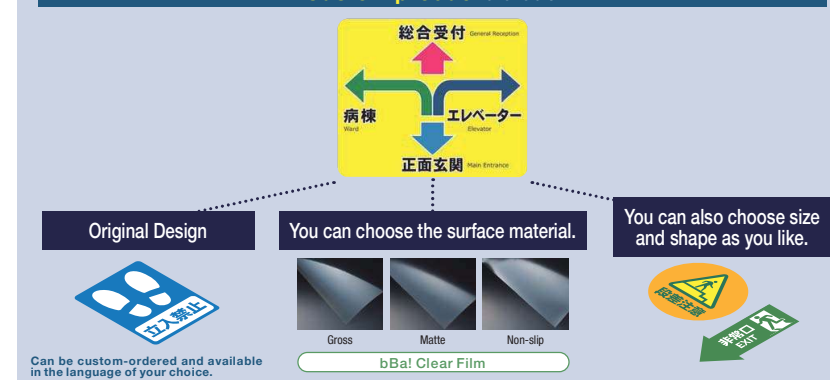 総合受付 General Reception
病棟
Ward
エレベーター
Elevator
正面玄関 Main Entrance
Original Design
You can choose the surface material.
You can also choose size
and shape as you like.
立入禁止
段差注意
非常口
EXIT
Gross
Matte
Non-slip
bBa! Clear Film
Can be custom-ordered and available
in the language of your choice.